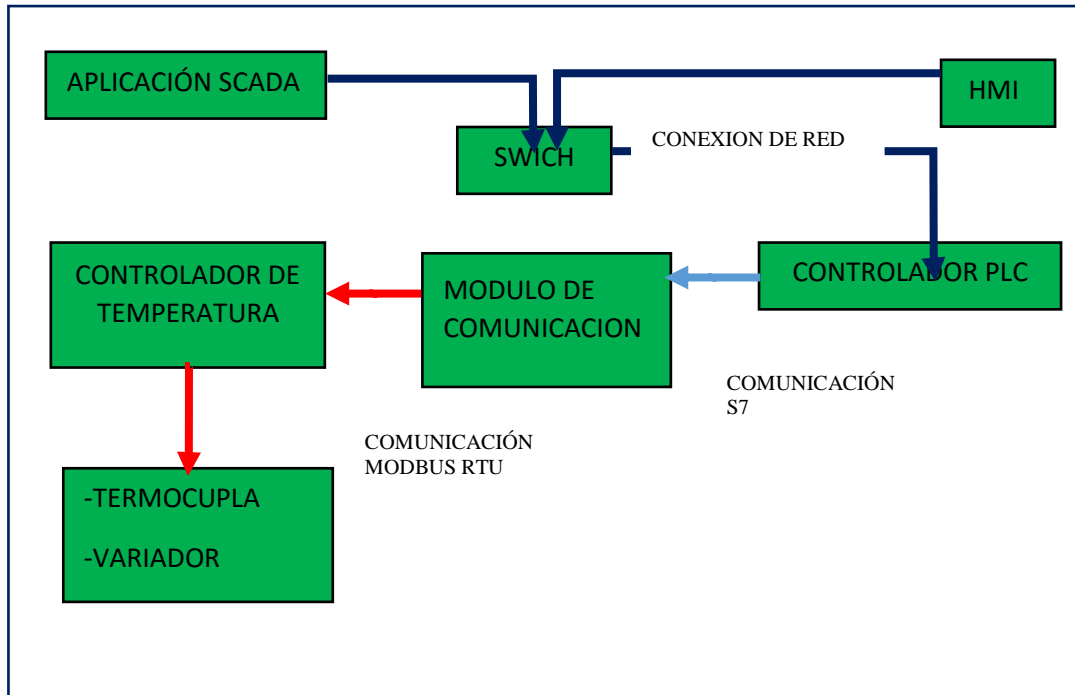 APLICACIÓN SCADA
HMI
SWICH
CONEXION DE RED
CONTROLADOR DE
TEMPERATURA
MODULO DE
COMUNICACION
CONTROLADOR PLC
COMUNICACIÓN
S7
COMUNICACIÓN
MODBUS RTU
-TERMOCUPLA
-VARIADOR